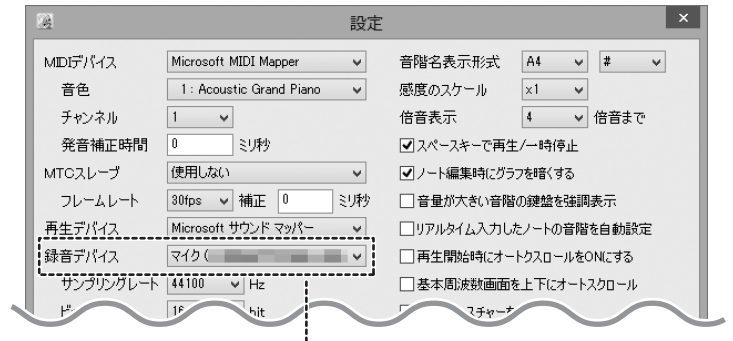 設定
MIDIデバイス Microsoft MIDI Mapper
音色 1 : Acoustic Grand Piano
チャンネル 1
発音補正時間 0 ミリ秒
MTCスレーブ 使用しない
フレームレート 30fps 補正 0 ミリ秒
再生デバイス Microsoft サウンド マッパー
録音デバイス マイク (
サンプリングレート 44100 Hz
音階名表示形式 A4 #
感度のスケール ×1
倍音表示 4 倍音まで
スペースキーで再生/一時停止
ノート編集時にグラフを暗くする
音量が大きい音階の鍵盤を強調表示
リアルタイム入力したノートの音階を自動設定
再生開始時にオートクスロールをONにする
基本周波数画面を上下にオートスクロール